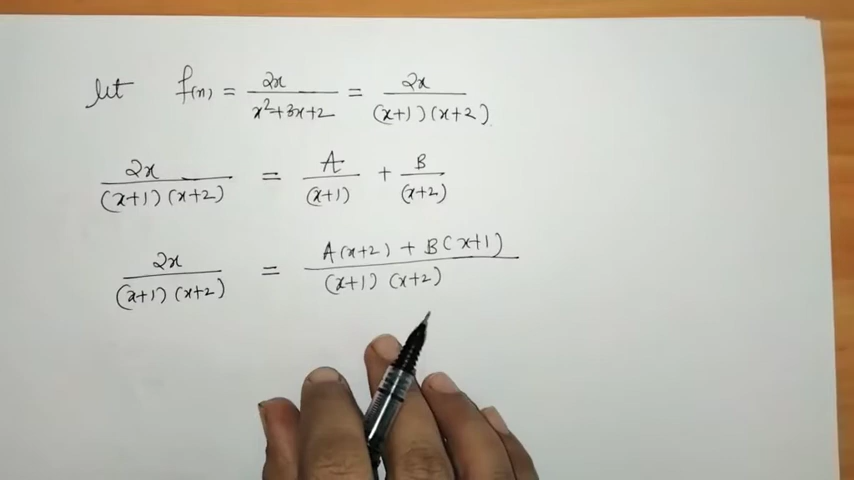 let f(x) = 2x / x²+3x+2 = 2x / (x+1)(x+2)
2x / (x+1)(x+2) = A / (x+1) + B / (x+2)
2x / (x+1)(x+2) = A(x+2) + B(x+1) / (x+1)(x+2)